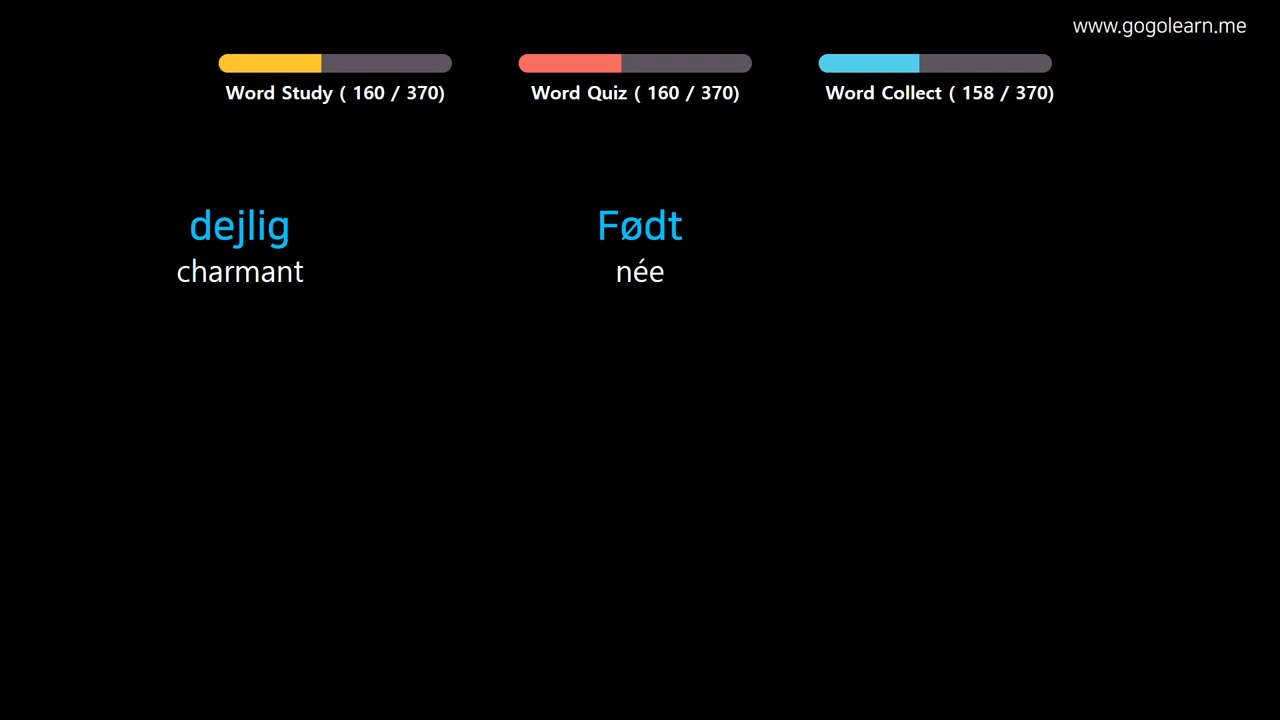 www.gogolearn.me
Word Study ( 160 / 370)
Word Quiz ( 160 / 370)
Word Collect ( 158 / 370)
dejlig
charmant
Født
née